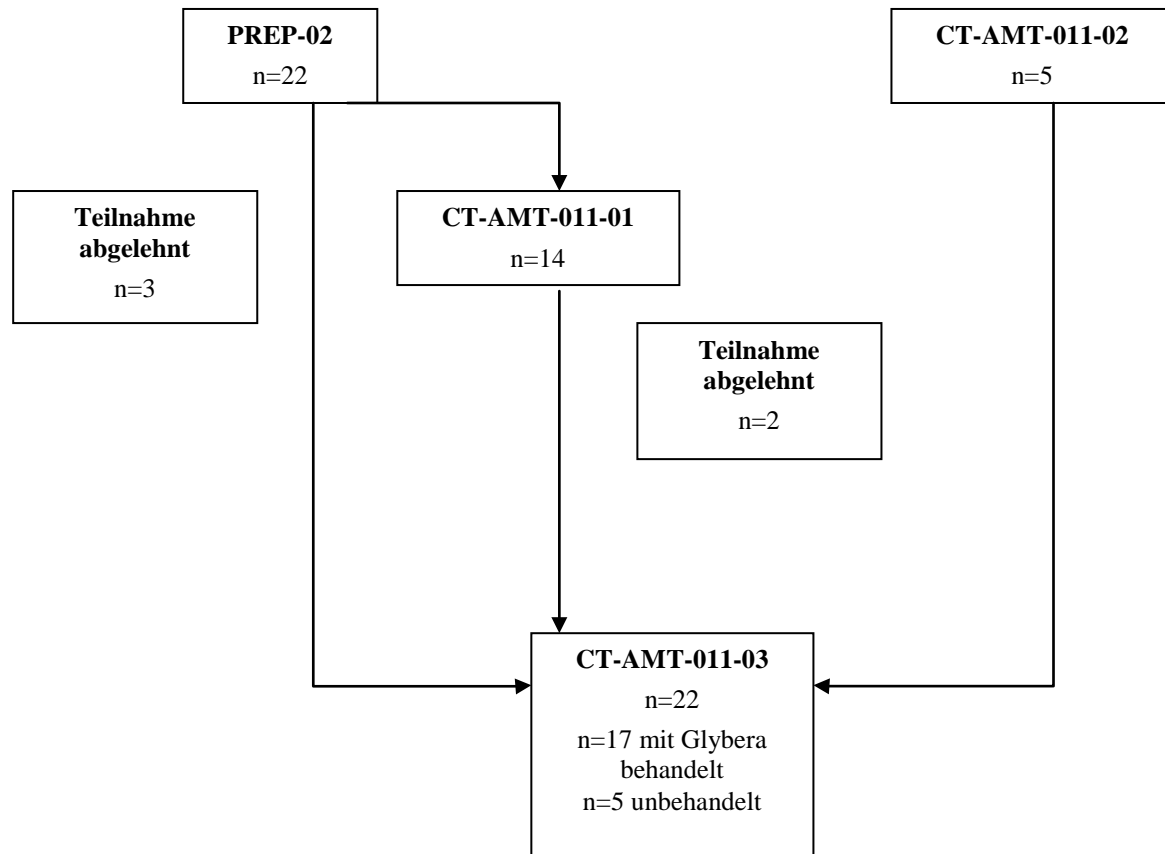 PREP-02
n=22
CT-AMT-011-02
n=5
Teilnahme
abgelehnt
n=3
CT-AMT-011-01
n=14
Teilnahme
abgelehnt
n=2
CT-AMT-011-03
n=22
n=17 mit Glybera
behandelt
n=5 unbehandelt